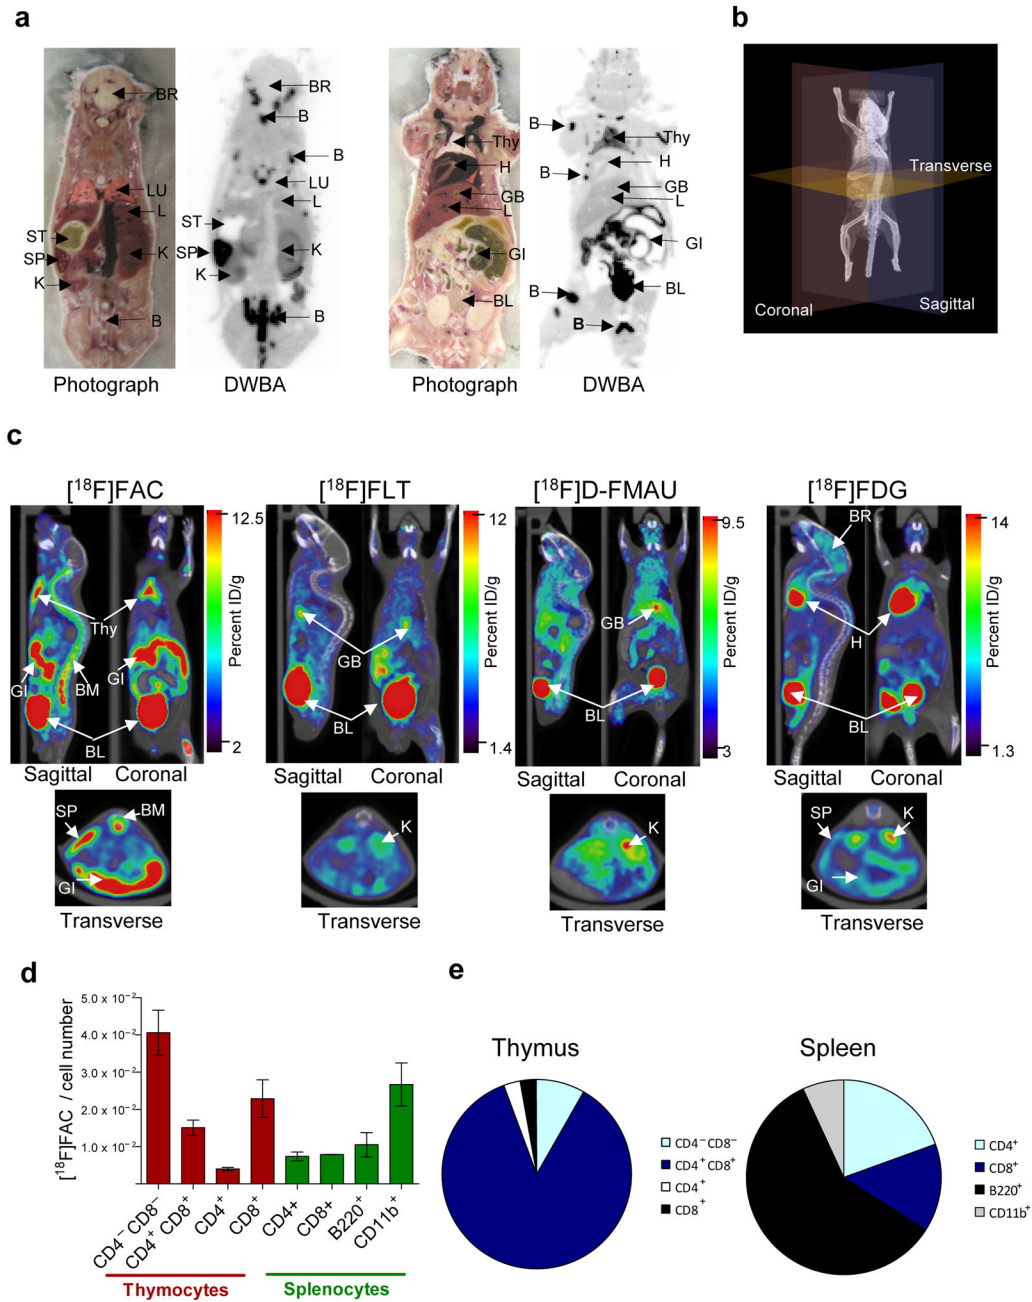 a
BR
LU
L
ST
SP
K
K
B
Photograph
BR
B
B
LU
L
ST
SP
K
K
B
DWBA
Thy
H
GB
L
GI
BL
Photograph
B
Thy
B
H
GB
L
GI
B
BL
B
DWBA
b
Transverse
Coronal
Sagittal
c
[¹⁸F]FAC
Thy
GI
BM
GI
BL
12.5
Percent ID/g
2
Sagittal Coronal
SP
BM
GI
Transverse
[¹⁸F]FLT
GB
BL
12
Percent ID/g
1.4
Sagittal Coronal
K
Transverse
[¹⁸F]D-FMAU
GB
BL
9.5
Percent ID/g
3
Sagittal Coronal
K
Transverse
[¹⁸F]FDG
BR
H
BL
14
Percent ID/g
1.3
Sagittal Coronal
SP
K
GI
Transverse
d
[¹⁸F]FAC / cell number
5.0 x 10⁻²
4.0 x 10⁻²
3.0 x 10⁻²
2.0 x 10⁻²
1.0 x 10⁻²
CD4⁻CD8⁻
CD4⁺ CD8⁺
CD4⁺
CD8⁺
CD4+
CD8+
B220⁺
CD11b⁺
Thymocytes
Splenocytes
e
Thymus
CD4⁻CD8⁻
CD4⁺CD8⁺
CD4⁺
CD8⁺
Spleen
CD4⁺
CD8⁺
B220⁺
CD11b⁺